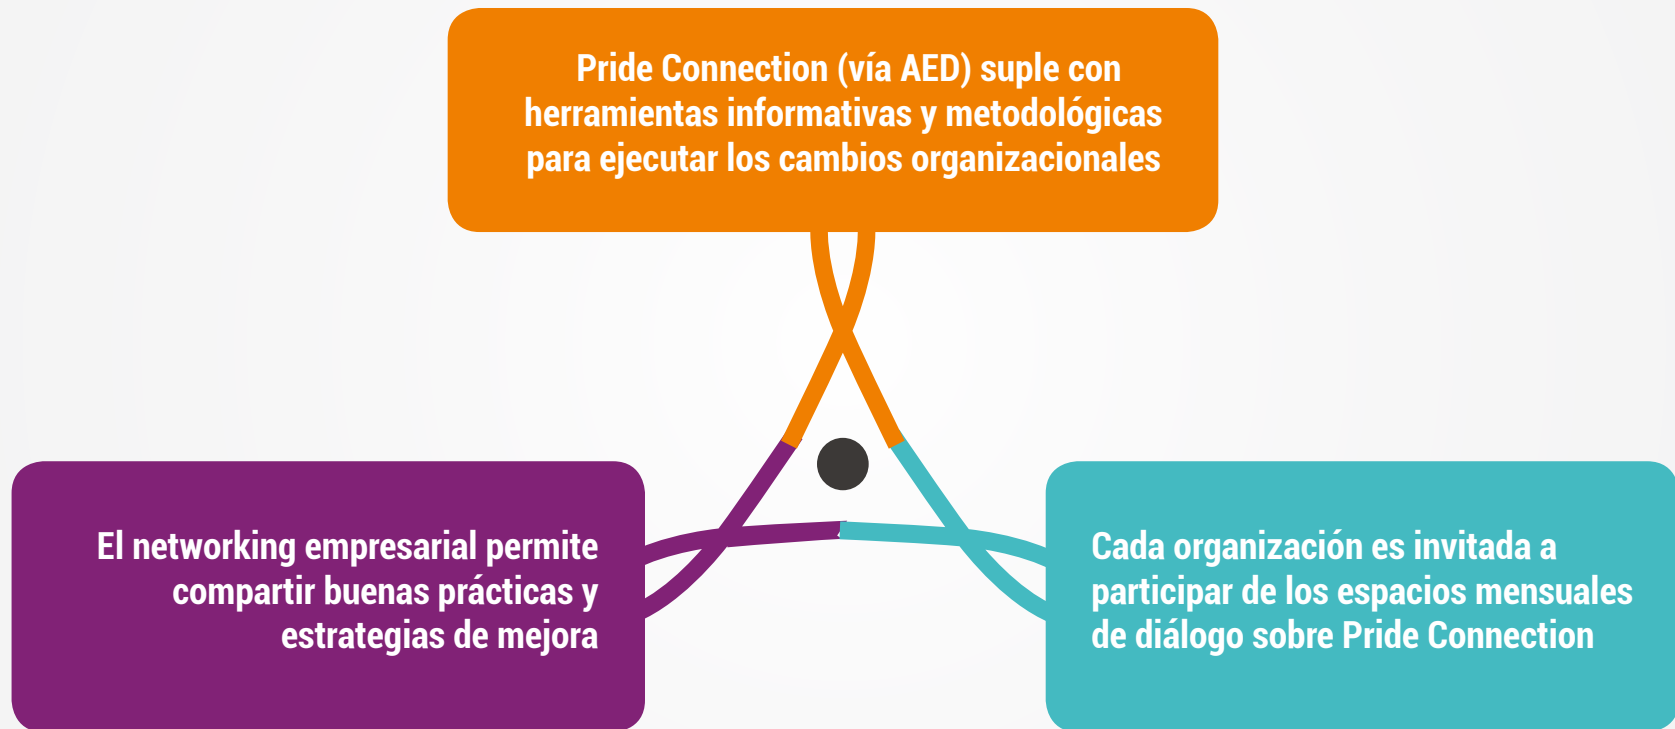 Pride Connection (vía AED) suple con
herramientas informativas y metodológicas
para ejecutar los cambios organizacionales
El networking empresarial permite
compartir buenas prácticas y
estrategias de mejora
Cada organización es invitada a
participar de los espacios mensuales
de diálogo sobre Pride Connection